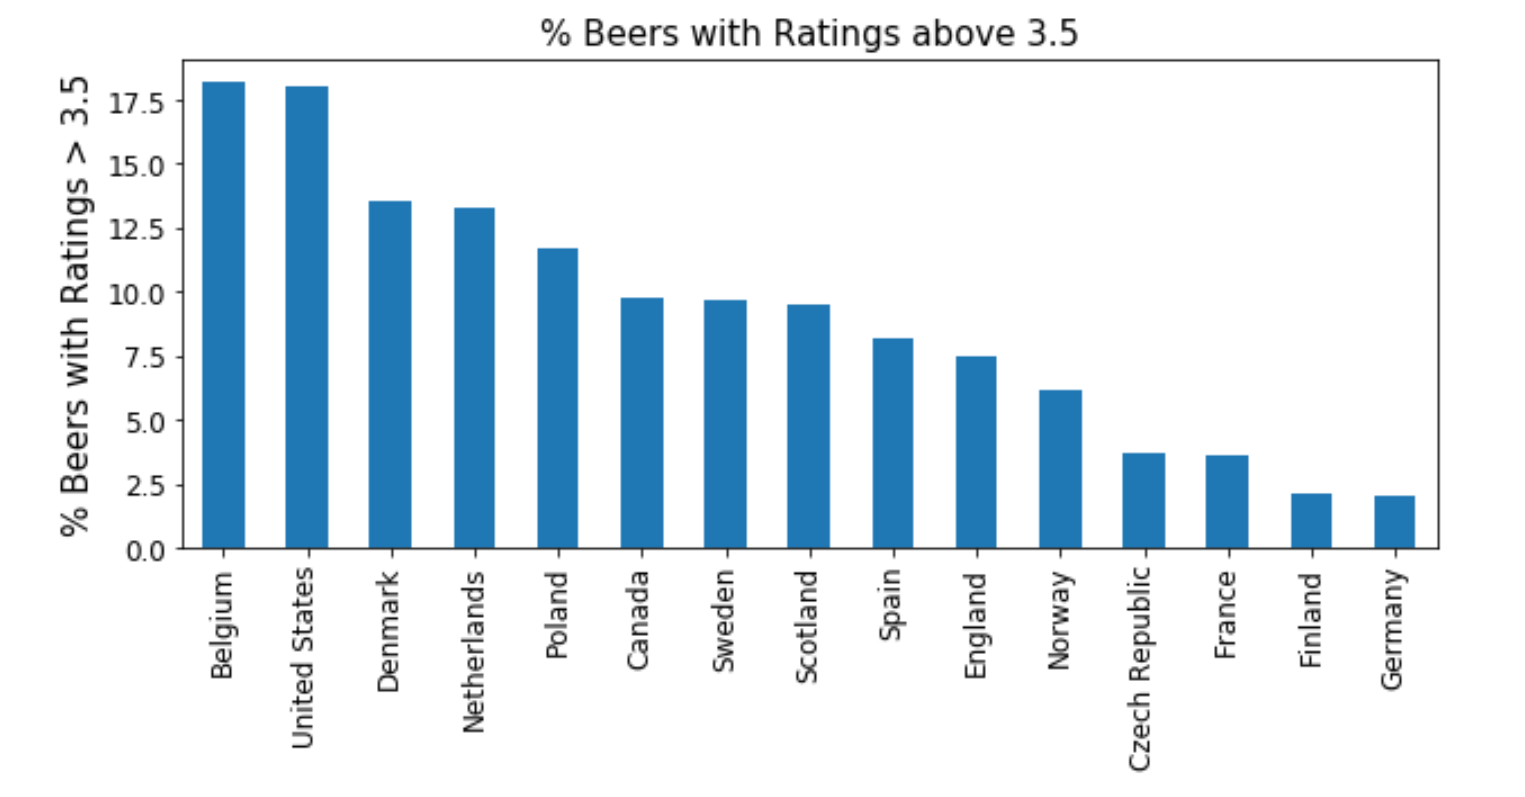 % Beers with Ratings above 3.5
% Beers with Ratings > 3.5
17.5
15.0
12.5
10.0
7.5
5.0
2.5
0.0
Belgium
United States
Denmark
Netherlands
Poland
Canada
Sweden
Scotland
Spain
England
Norway
Czech Republic
France
Finland
Germany